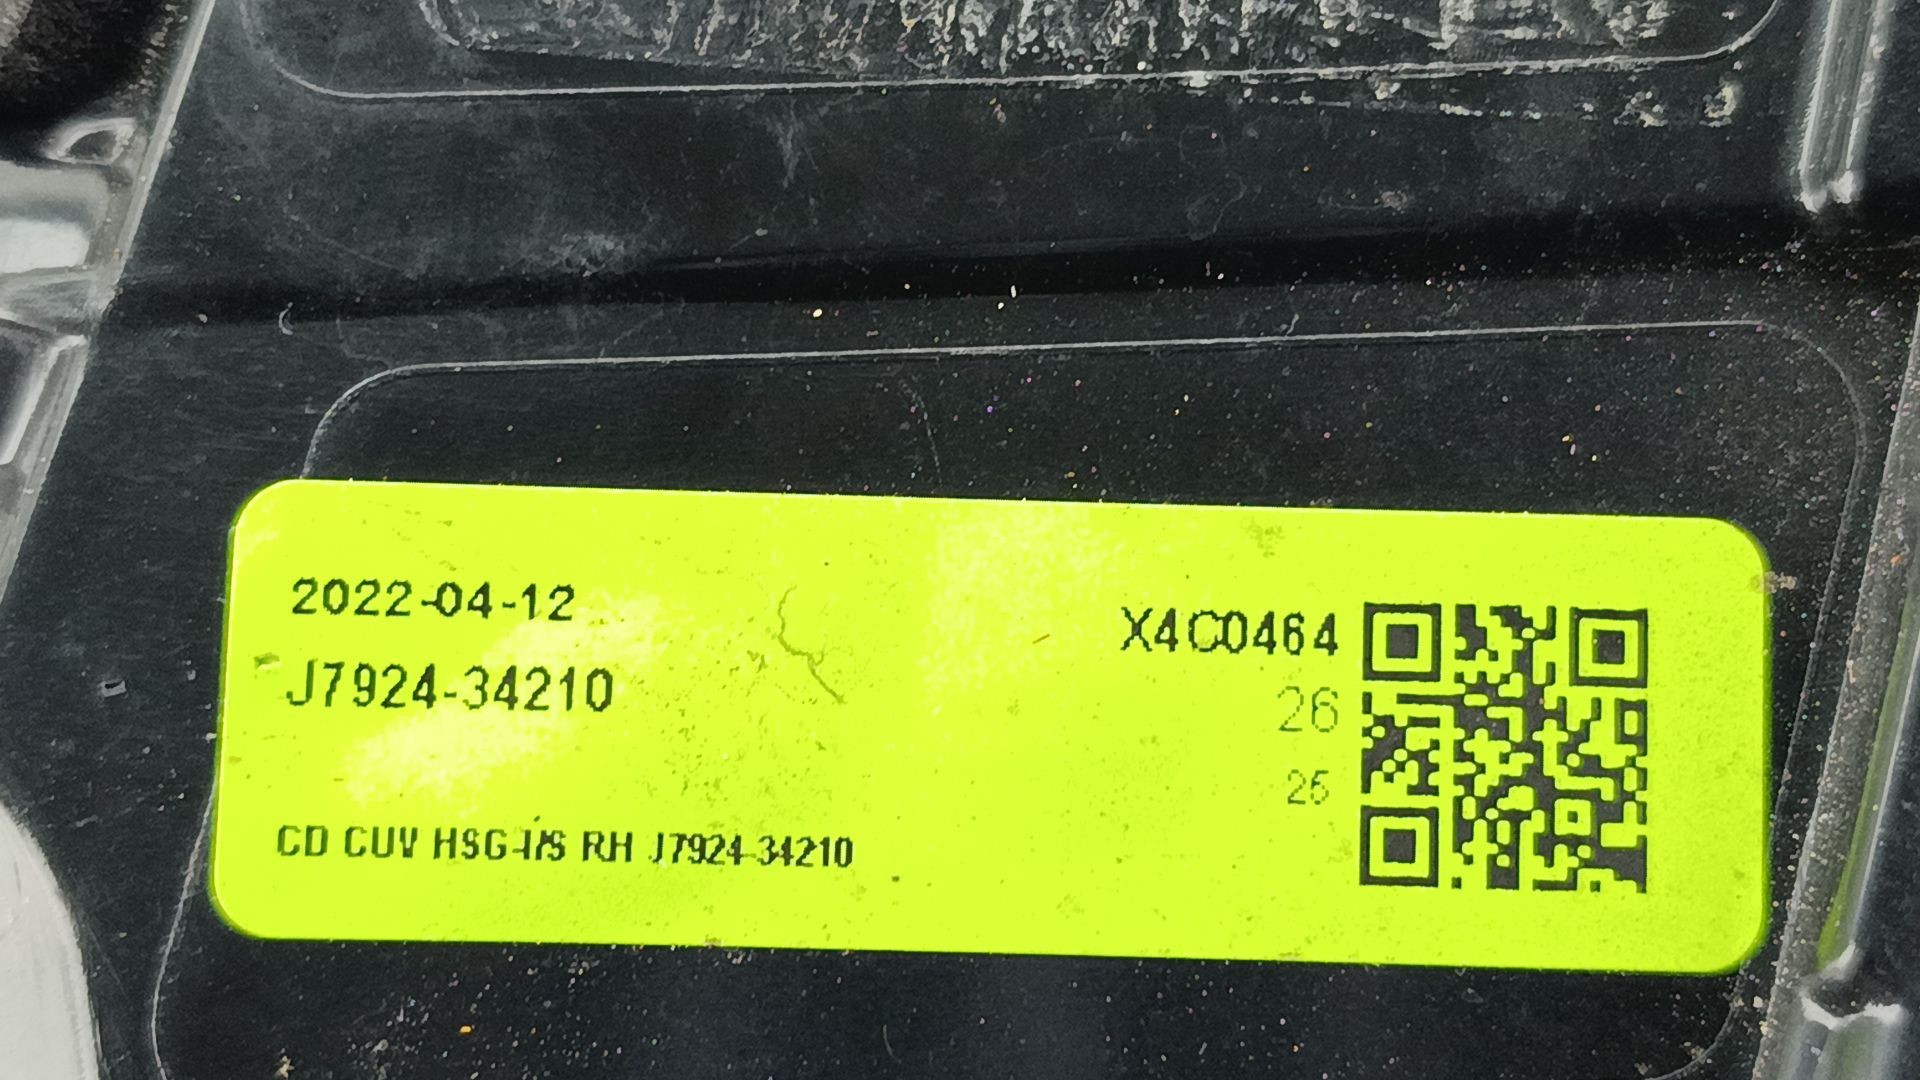 2022-04-12
J7924-34210
X4C0464
26
25
CD CUV HSG-I/S RH J7924-34210